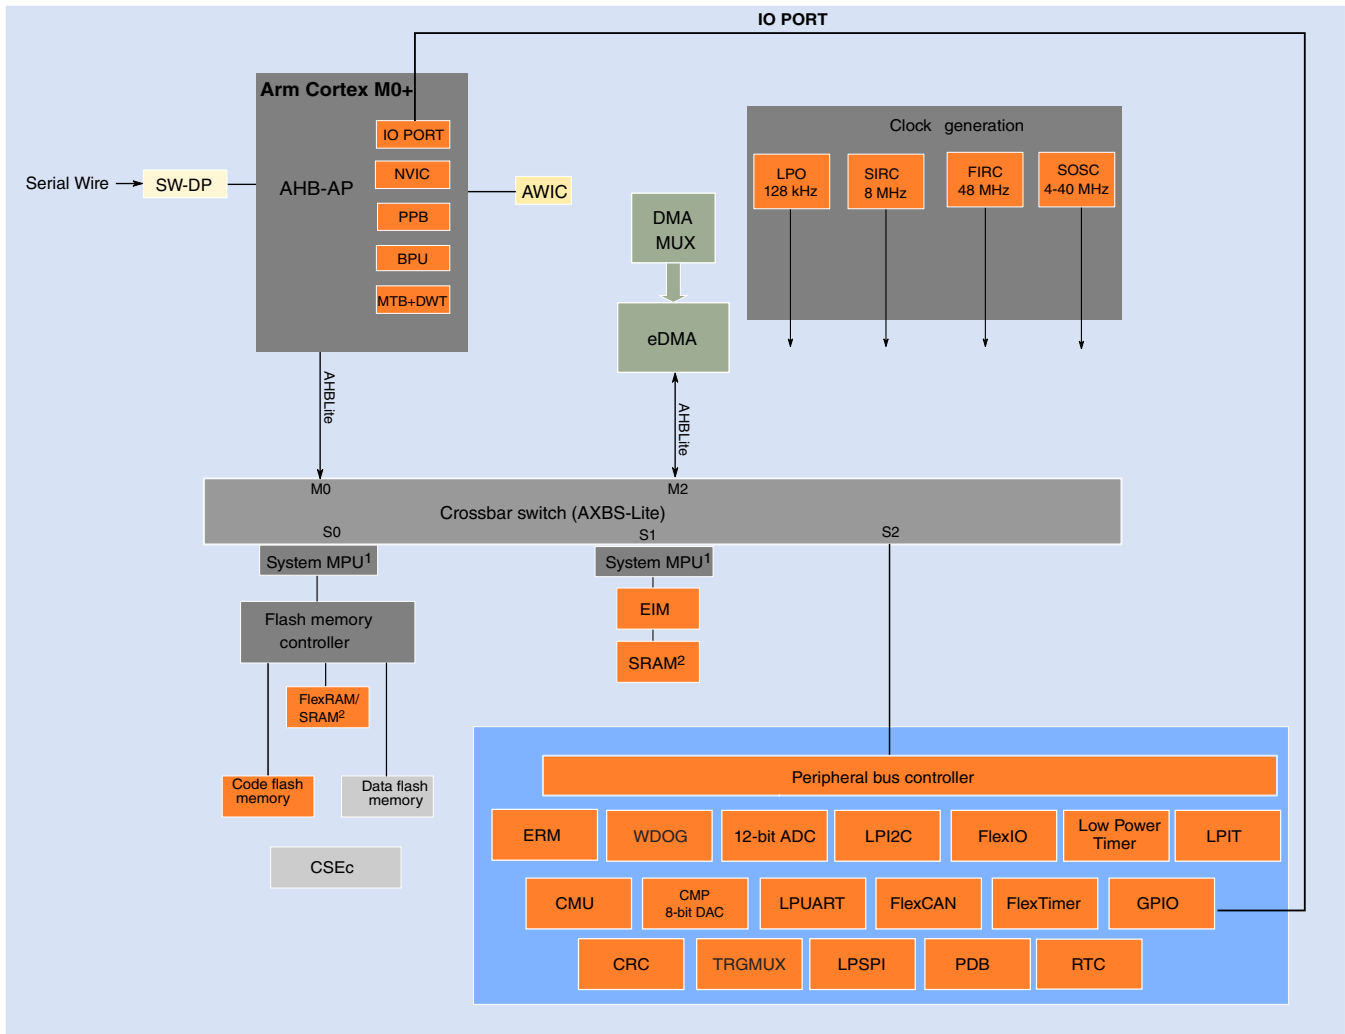 IO PORT
Arm Cortex M0+
IO PORT
NVIC
PPB
BPU
MTB+DWT
AHB-AP
Serial Wire
SW-DP
AWIC
DMA
MUX
eDMA
Clock generation
LPO
128 kHz
SIRC
8 MHz
FIRC
48 MHz
SOSC
4-40 MHz
AHBLite
AHBLite
M0
M2
Crossbar switch (AXBS-Lite)
S0
S1
S2
System MPU1
System MPU1
Flash memory
controller
EIM
SRAM2
FlexRAM/
SRAM2
Code flash
memory
Data flash
memory
CSEc
Peripheral bus controller
ERM
WDOG
12-bit ADC
LPI2C
FlexIO
Low Power
Timer
LPIT
CMU
CMP
8-bit DAC
LPUART
FlexCAN
FlexTimer
GPIO
CRC
TRGMUX
LPSPI
PDB
RTC